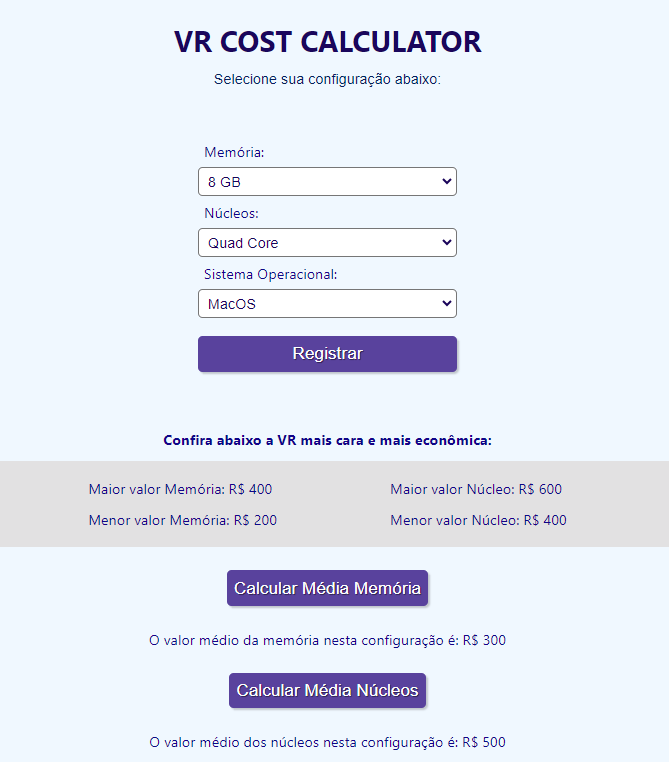 VR COST CALCULATOR
Selecione sua configuração abaixo:
Memória:
8 GB
Núcleos:
Quad Core
Sistema Operacional:
MacOS
Registrar
Confira abaixo a VR mais cara e mais econômica:
Maior valor Memória: R$ 400
Maior valor Núcleo: R$ 600
Menor valor Memória: R$ 200
Menor valor Núcleo: R$ 400
Calcular Média Memória
O valor médio da memória nesta configuração é: R$ 300
Calcular Média Núcleos
O valor médio dos núcleos nesta configuração é: R$ 500